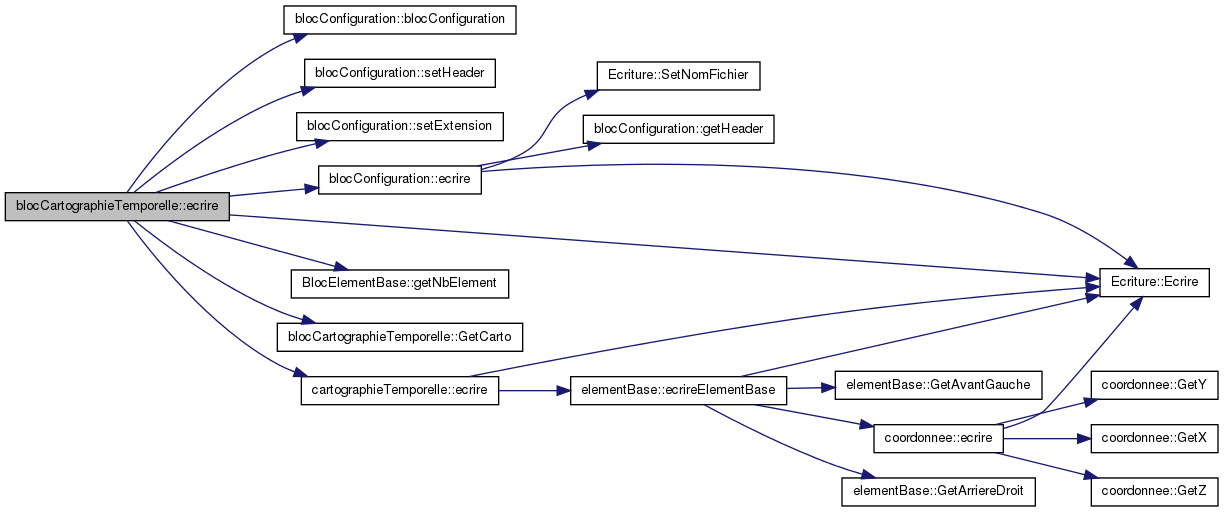 blocConfiguration::blocConfiguration
blocConfiguration::setHeader
Ecriture::SetNomFichier
blocConfiguration::setExtension
blocConfiguration::getHeader
blocConfiguration::ecrire
blocCartographieTemporelle::ecrire
BlocElementBase::getNbElement
Ecriture::Ecrire
blocCartographieTemporelle::GetCarto
cartographieTemporelle::ecrire
elementBase::ecrireElementBase
elementBase::GetAvantGauche
coordonnee::GetY
coordonnee::ecrire
coordonnee::GetX
elementBase::GetArriereDroit
coordonnee::GetZ